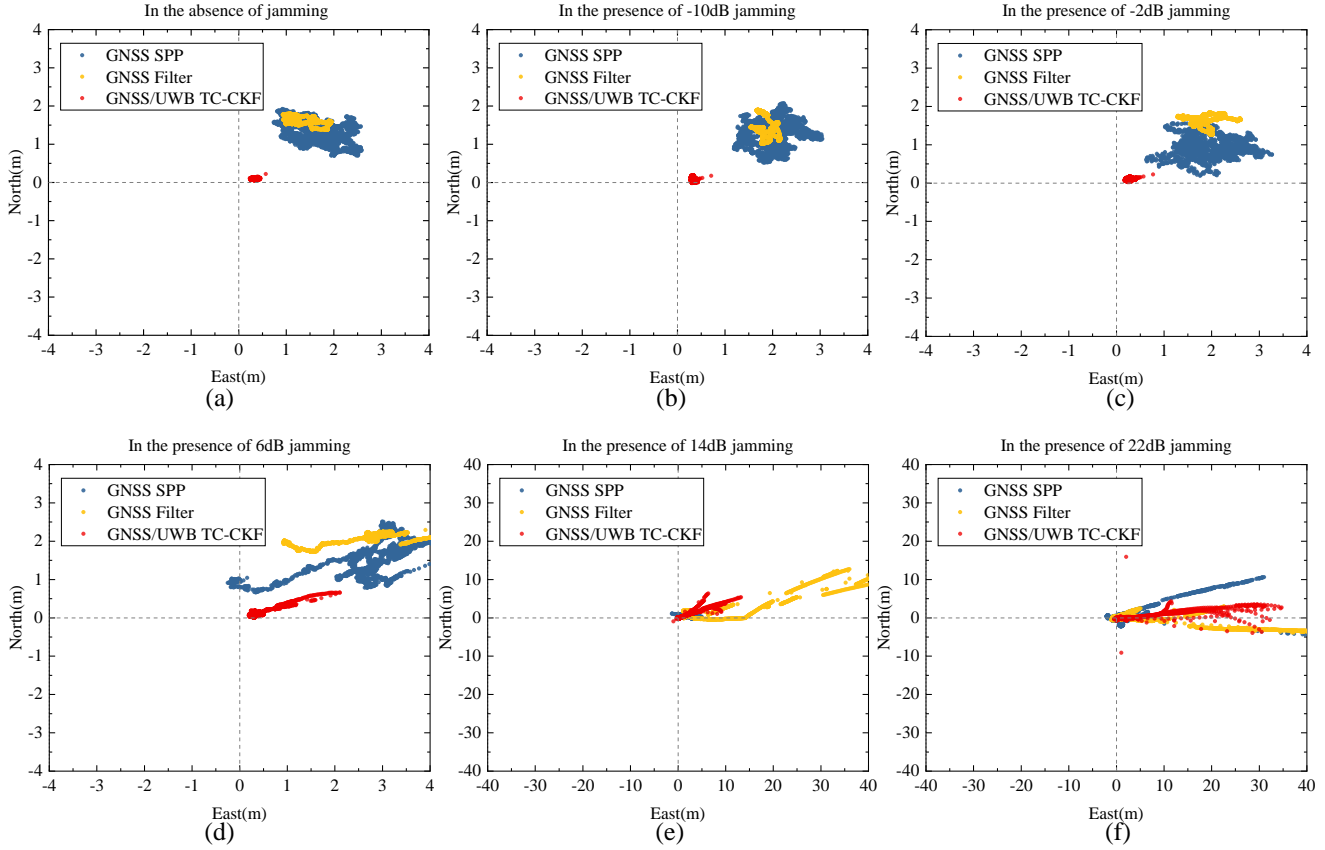 In the absence of jamming
GNSS SPP
GNSS Filter
GNSS/UWB TC-CKF
North(m)
4
3
2
1
0
-1
-2
-3
-4
-4 -3 -2 -1 0 1 2 3 4
East(m)
(a)
In the presence of -10dB jamming
GNSS SPP
GNSS Filter
GNSS/UWB TC-CKF
North(m)
4
3
2
1
0
-1
-2
-3
-4
-4 -3 -2 -1 0 1 2 3 4
East(m)
(b)
In the presence of -2dB jamming
GNSS SPP
GNSS Filter
GNSS/UWB TC-CKF
North(m)
4
3
2
1
0
-1
-2
-3
-4
-4 -3 -2 -1 0 1 2 3 4
East(m)
(c)
In the presence of 6dB jamming
GNSS SPP
GNSS Filter
GNSS/UWB TC-CKF
North(m)
4
3
2
1
0
-1
-2
-3
-4
-4 -3 -2 -1 0 1 2 3 4
East(m)
(d)
In the presence of 14dB jamming
GNSS SPP
GNSS Filter
GNSS/UWB TC-CKF
North(m)
40
30
20
10
0
-10
-20
-30
-40
-40 -30 -20 -10 0 10 20 30 40
East(m)
(e)
In the presence of 22dB jamming
GNSS SPP
GNSS Filter
GNSS/UWB TC-CKF
North(m)
40
30
20
10
0
-10
-20
-30
-40
-40 -30 -20 -10 0 10 20 30 40
East(m)
(f)